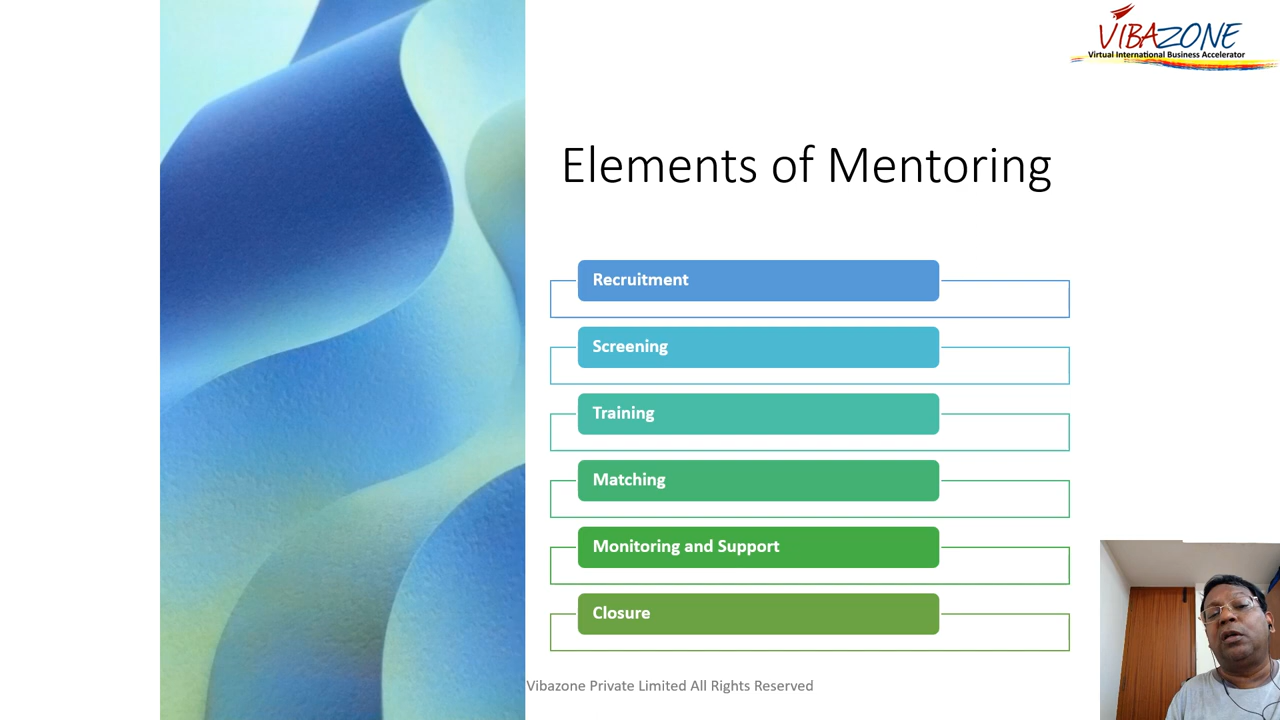 VIBAZONE
Virtual International Business Accelerator
Elements of Mentoring
Recruitment
Screening
Training
Matching
Monitoring and Support
Closure
Vibazone Private Limited All Rights Reserved